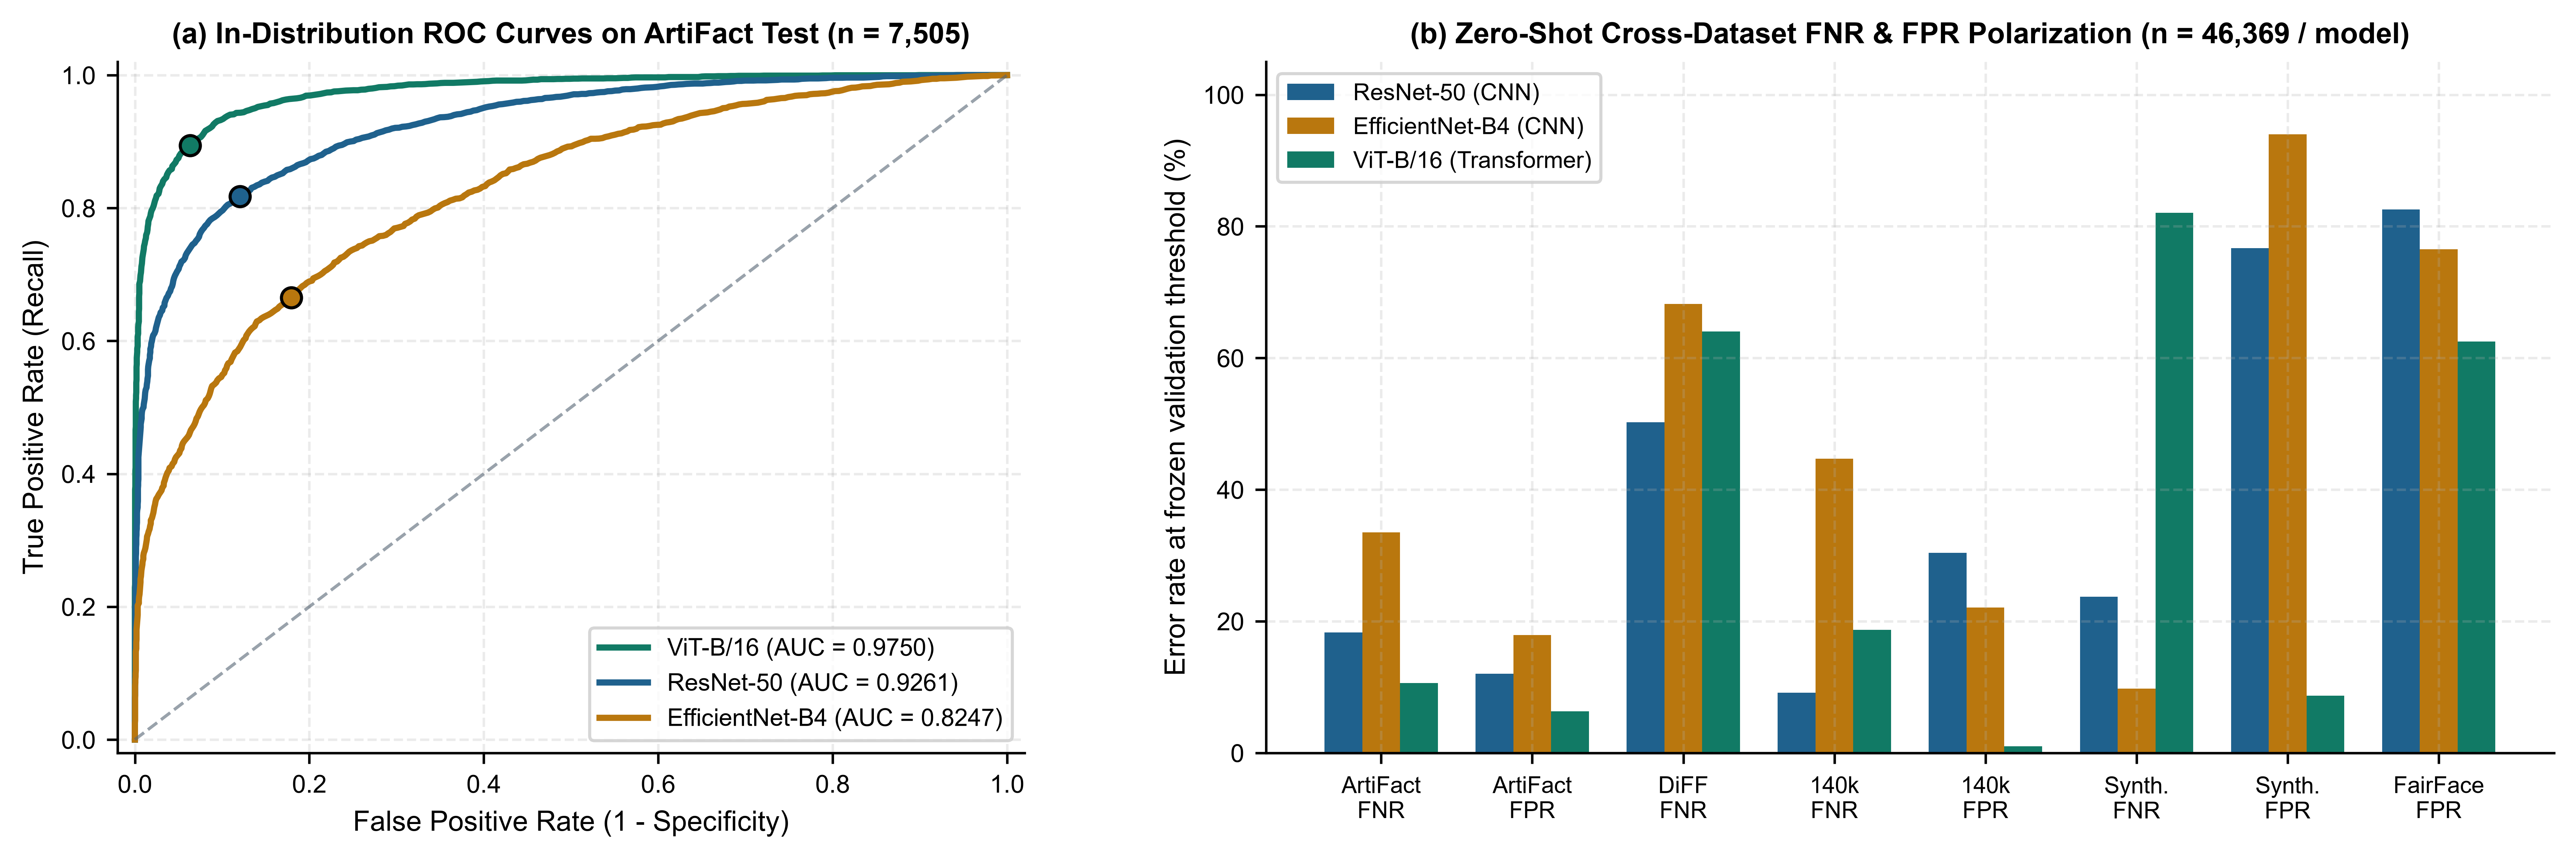 (a) In-Distribution ROC Curves on ArtiFact Test (n = 7,505)
True Positive Rate (Recall)
1.0
0.8
0.6
0.4
0.2
0.0
ViT-B/16 (AUC = 0.9750)
ResNet-50 (AUC = 0.9261)
EfficientNet-B4 (AUC = 0.8247)
0.0 0.2 0.4 0.6 0.8 1.0
False Positive Rate (1 - Specificity)
(b) Zero-Shot Cross-Dataset FNR & FPR Polarization (n = 46,369 / model)
Error rate at frozen validation threshold (%)
100
80
60
40
20
0
ResNet-50 (CNN)
EfficientNet-B4 (CNN)
ViT-B/16 (Transformer)
ArtiFact ArtiFact DiFF 140k 140k Synth. Synth. FairFace
FNR FPR FNR FNR FPR FNR FPR FPR